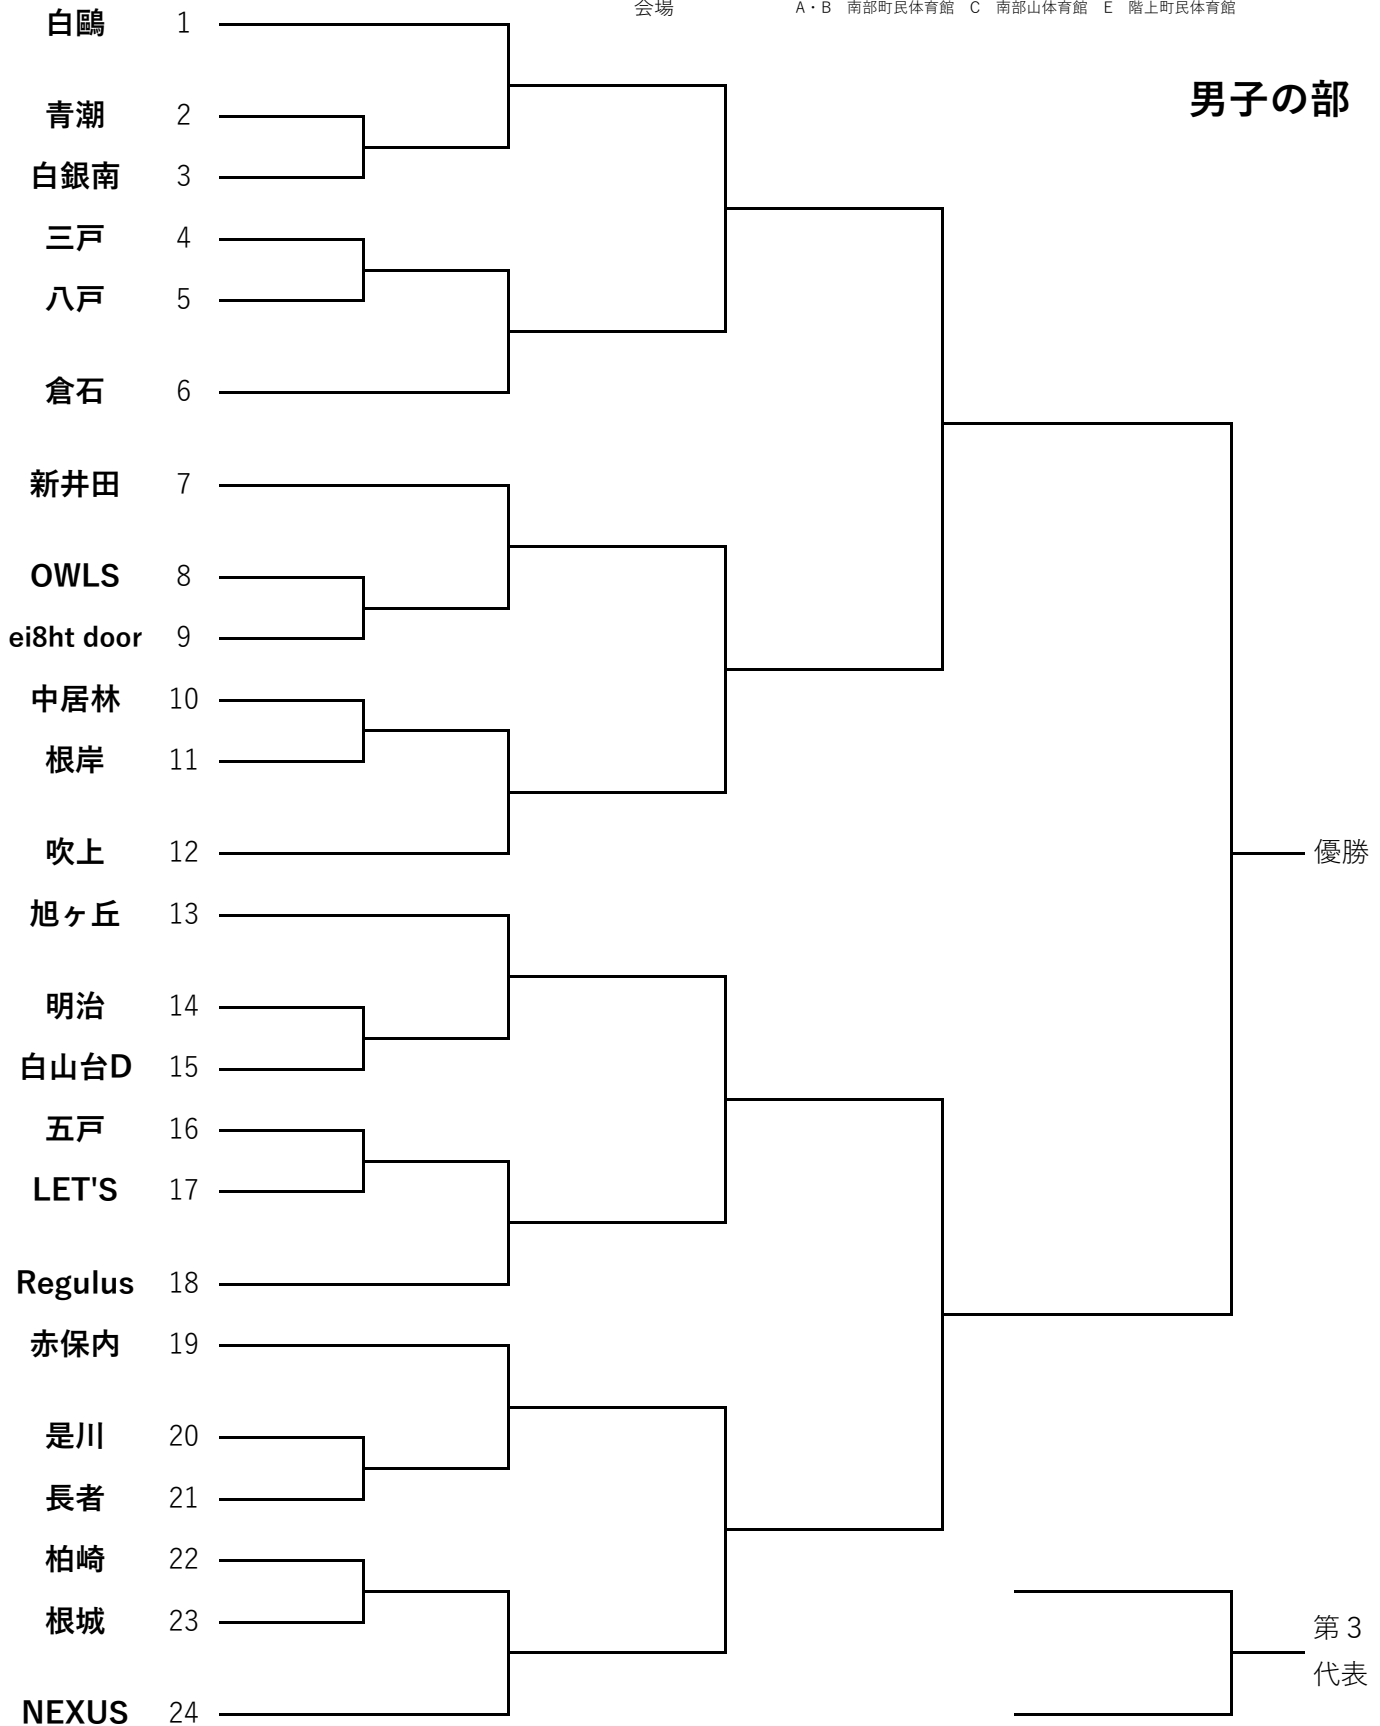 会場　A・B　南部町民体育館　C　南部山体育館　E　階上町民体育館
白鷗 1
男子の部
青潮 2
白銀南 3
三戸 4
八戸 5
倉石 6
新井田 7
OWLS 8
ei8ht door 9
中居林 10
根岸 11
吹上 12
優勝
旭ヶ丘 13
明治 14
白山台D 15
五戸 16
LET'S 17
Regulus 18
赤保内 19
是川 20
長者 21
柏崎 22
根城 23
第３
代表
NEXUS 24